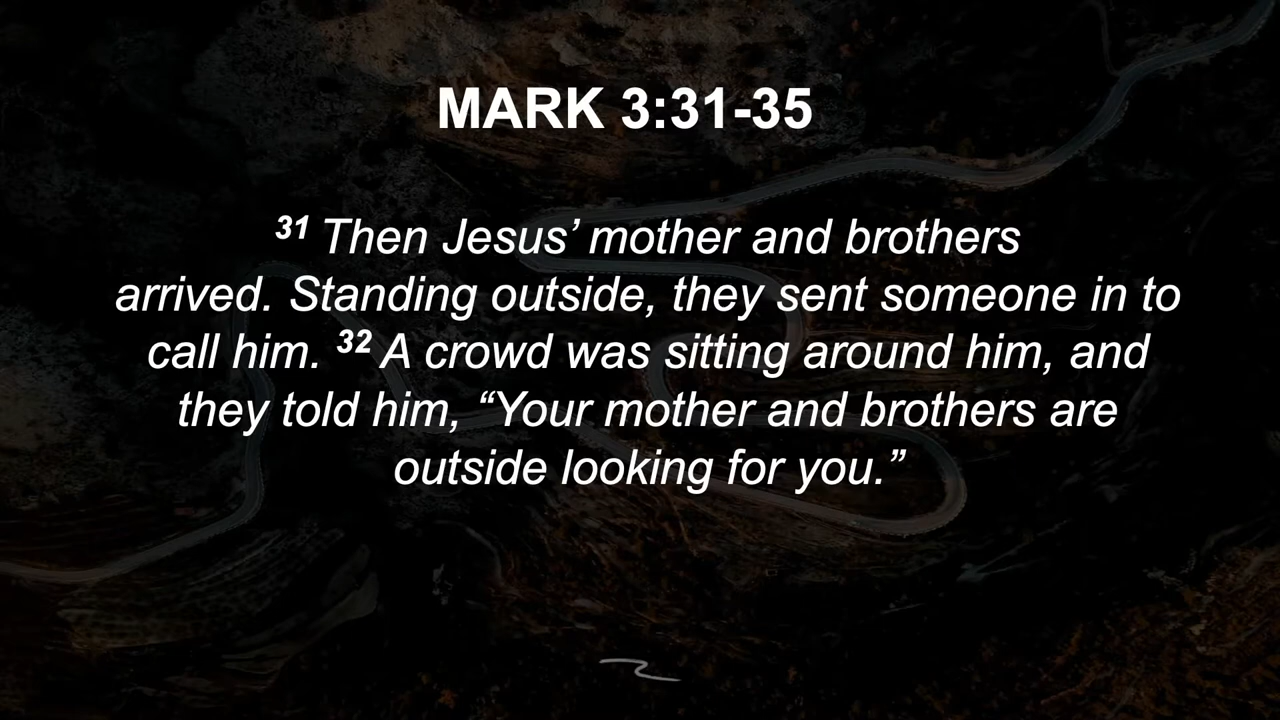 MARK 3:31-35
31 Then Jesus’ mother and brothers
arrived. Standing outside, they sent someone in to
call him. 32 A crowd was sitting around him, and
they told him, “Your mother and brothers are
outside looking for you.”